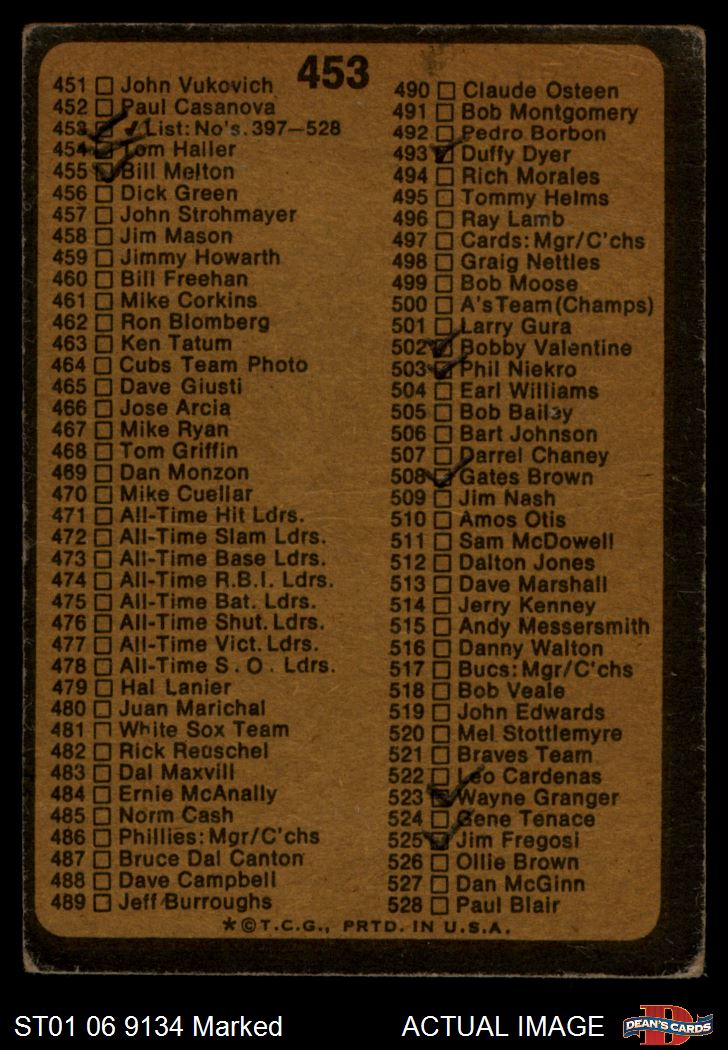 453
451 John Vukovich
452 Paul Casanova
453 ✓List: No's. 397–528
454 Tom Haller
455 Bill Melton
456 Dick Green
457 John Strohmayer
458 Jim Mason
459 Jimmy Howarth
460 Bill Freehan
461 Mike Corkins
462 Ron Blomberg
463 Ken Tatum
464 Cubs Team Photo
465 Dave Giusti
466 Jose Arcia
467 Mike Ryan
468 Tom Griffin
469 Dan Monzon
470 Mike Cuellar
471 All-Time Hit Ldrs.
472 All-Time Slam Ldrs.
473 All-Time Base Ldrs.
474 All-Time R.B.I. Ldrs.
475 All-Time Bat. Ldrs.
476 All-Time Shut. Ldrs.
477 All-Time Vict. Ldrs.
478 All-Time S.O. Ldrs.
479 Hal Lanier
480 Juan Marichal
481 White Sox Team
482 Rick Reuschel
483 Dal Maxvill
484 Ernie McAnally
485 Norm Cash
486 Phillies: Mgr/C'chs
487 Bruce Dal Canton
488 Dave Campbell
489 Jeff Burroughs
490 Claude Osteen
491 Bob Montgomery
492 Pedro Borbon
493 Duffy Dyer
494 Rich Morales
495 Tommy Helms
496 Ray Lamb
497 Cards: Mgr/C'chs
498 Graig Nettles
499 Bob Moose
500 A's Team (Champs)
501 Larry Gura
502 Bobby Valentine
503 Phil Niekro
504 Earl Williams
505 Bob Bailey
506 Bart Johnson
507 Darrel Chaney
508 Gates Brown
509 Jim Nash
510 Amos Otis
511 Sam McDowell
512 Dalton Jones
513 Dave Marshall
514 Jerry Kenney
515 Andy Messersmith
516 Danny Walton
517 Bucs: Mgr/C'chs
518 Bob Veale
519 John Edwards
520 Mel Stottlemyre
521 Braves Team
522 Leo Cardenas
523 Wayne Granger
524 Gene Tenace
525 Jim Fregosi
526 Ollie Brown
527 Dan McGinn
528 Paul Blair
*©T.C.G., PRTD. IN U.S.A.
ST01 06 9134 Marked
ACTUAL IMAGE
D
DEAN'S CARDS